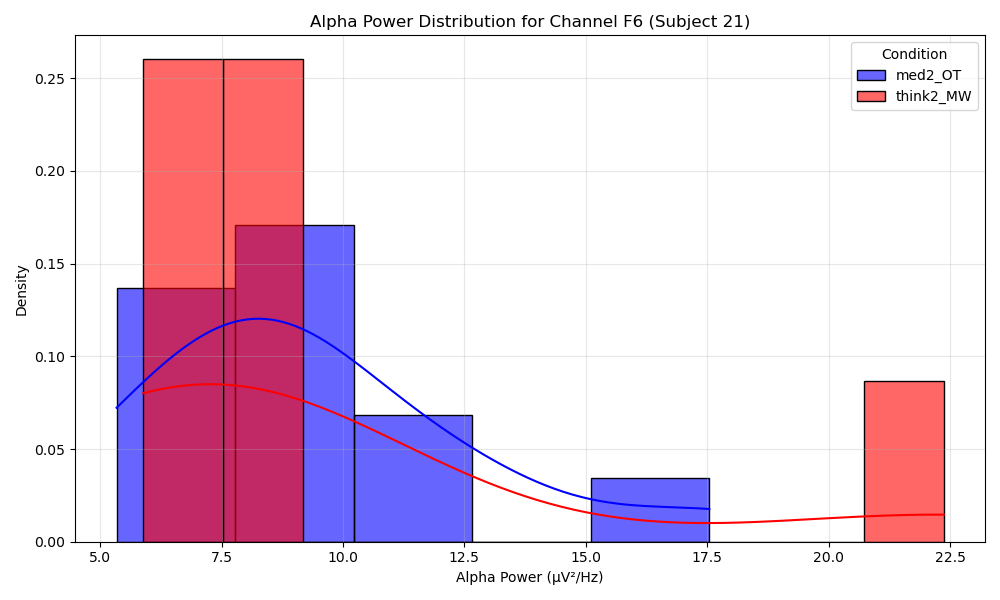 Alpha Power Distribution for Channel F6 (Subject 21)
Condition
med2_OT
think2_MW
Density
0.25
0.20
0.15
0.10
0.05
0.00
5.0 7.5 10.0 12.5 15.0 17.5 20.0 22.5
Alpha Power (μV²/Hz)